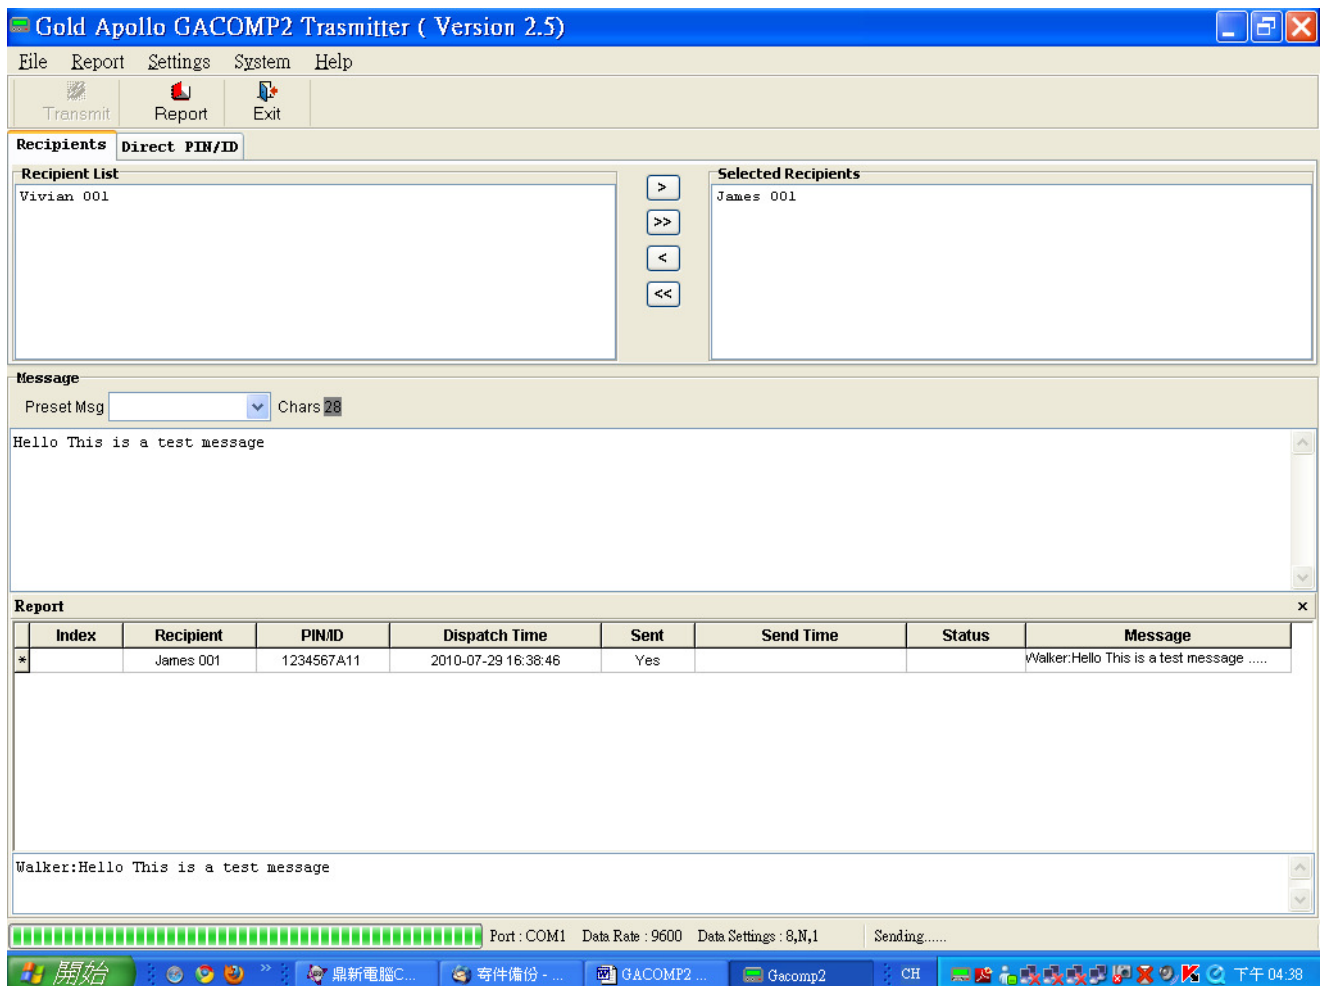 Gold Apollo GACOMP2 Trasmitter ( Version 2.5)
File Report Settings System Help
Transmit Report Exit
Recipients Direct PIN/ID
Recipient List
Vivian 001
>
>>
<
<<
Selected Recipients
James 001
Message
Preset Msg Chars 28
Hello This is a test message
Report x
Index Recipient PIN/ID Dispatch Time Sent Send Time Status Message
* James 001 1234567A11 2010-07-29 16:38:46 Yes Walker:Hello This is a test message .....
Walker:Hello This is a test message
Port : COM1 Data Rate : 9600 Data Settings : 8,N,1 Sending......
開始 » 鼎新電腦C... 寄件備份 - ... GACOMP2 ... Gacomp2 CH 下午 04:38